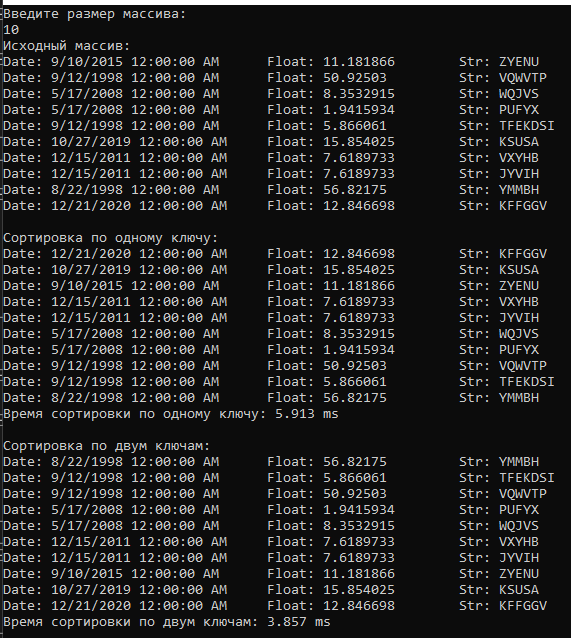 Введите размер массива:
10
Исходный массив:
Date: 9/10/2015 12:00:00 AM      Float: 11.181866        Str: ZYENU
Date: 9/12/1998 12:00:00 AM      Float: 50.92503         Str: VQWVTP
Date: 5/17/2008 12:00:00 AM      Float: 8.3532915        Str: WQJVS
Date: 5/17/2008 12:00:00 AM      Float: 1.9415934        Str: PUFYX
Date: 9/12/1998 12:00:00 AM      Float: 5.866061         Str: TFEKDSI
Date: 10/27/2019 12:00:00 AM     Float: 15.854025        Str: KSUSA
Date: 12/15/2011 12:00:00 AM     Float: 7.6189733        Str: VXYHB
Date: 12/15/2011 12:00:00 AM     Float: 7.6189733        Str: JYVIH
Date: 8/22/1998 12:00:00 AM      Float: 56.82175         Str: YMMBH
Date: 12/21/2020 12:00:00 AM     Float: 12.846698        Str: KFFGGV

Сортировка по одному ключу:
Date: 12/21/2020 12:00:00 AM     Float: 12.846698        Str: KFFGGV
Date: 10/27/2019 12:00:00 AM     Float: 15.854025        Str: KSUSA
Date: 9/10/2015 12:00:00 AM      Float: 11.181866        Str: ZYENU
Date: 12/15/2011 12:00:00 AM     Float: 7.6189733        Str: VXYHB
Date: 12/15/2011 12:00:00 AM     Float: 7.6189733        Str: JYVIH
Date: 5/17/2008 12:00:00 AM      Float: 8.3532915        Str: WQJVS
Date: 5/17/2008 12:00:00 AM      Float: 1.9415934        Str: PUFYX
Date: 9/12/1998 12:00:00 AM      Float: 50.92503         Str: VQWVTP
Date: 9/12/1998 12:00:00 AM      Float: 5.866061         Str: TFEKDSI
Date: 8/22/1998 12:00:00 AM      Float: 56.82175         Str: YMMBH
Время сортировки по одному ключу: 5.913 ms

Сортировка по двум ключам:
Date: 8/22/1998 12:00:00 AM      Float: 56.82175         Str: YMMBH
Date: 9/12/1998 12:00:00 AM      Float: 5.866061         Str: TFEKDSI
Date: 9/12/1998 12:00:00 AM      Float: 50.92503         Str: VQWVTP
Date: 5/17/2008 12:00:00 AM      Float: 1.9415934        Str: PUFYX
Date: 5/17/2008 12:00:00 AM      Float: 8.3532915        Str: WQJVS
Date: 12/15/2011 12:00:00 AM     Float: 7.6189733        Str: VXYHB
Date: 12/15/2011 12:00:00 AM     Float: 7.6189733        Str: JYVIH
Date: 9/10/2015 12:00:00 AM      Float: 11.181866        Str: ZYENU
Date: 10/27/2019 12:00:00 AM     Float: 15.854025        Str: KSUSA
Date: 12/21/2020 12:00:00 AM     Float: 12.846698        Str: KFFGGV
Время сортировки по двум ключам: 3.857 ms